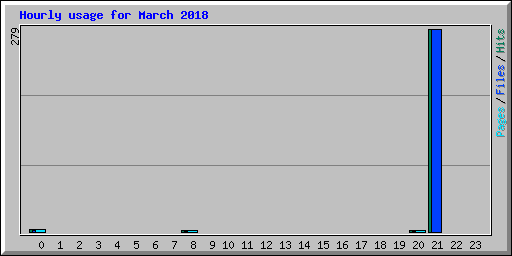 Hourly usage for March 2018
279
Pages/Files/Hits
0 1 2 3 4 5 6 7 8 9 10 11 12 13 14 15 16 17 18 19 20 21 22 23